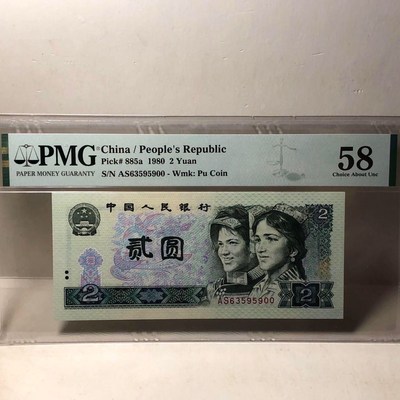 PMG
PAPER MONEY GUARANTY
China / People's Republic
Pick# 885a 1980 2 Yuan
S/N AS63595900 - Wmk: Pu Coin
58
Choice About Unc
中国人民银行
贰圆
2
2
2
AS63595900